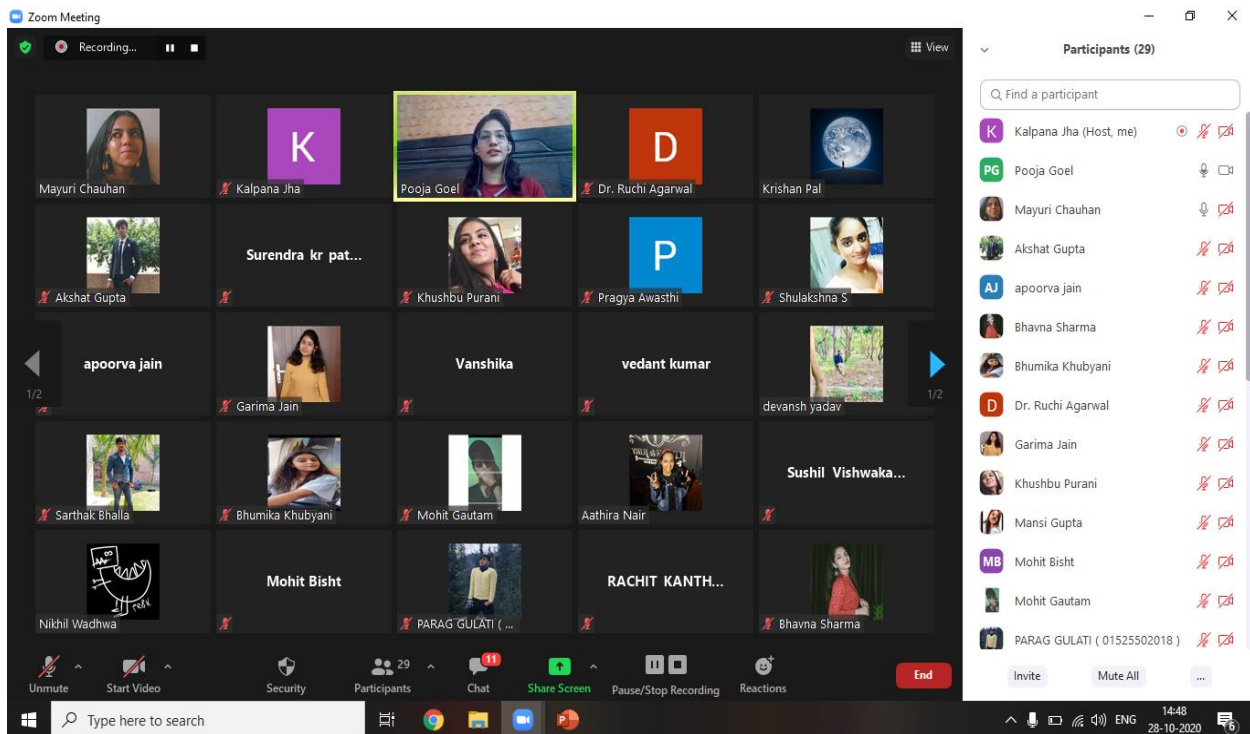 Zoom Meeting
Recording...
View
Mayuri Chauhan
K
Kalpana Jha
Pooja Goel
D
Dr. Ruchi Agarwal
Krishan Pal
Akshat Gupta
Surendra kr pat...
Khushbu Purani
P
Pragya Awasthi
Shulakshna S
1/2
apoorva jain
Garima Jain
Vanshika
vedant kumar
devansh yadav
1/2
Sarthak Bhalla
Bhumika Khubyani
Mohit Gautam
Aathira Nair
Sushil Vishwaka...
Nikhil Wadhwa
Mohit Bisht
PARAG GULATI ( ...
RACHIT KANTH...
Bhavna Sharma
Unmute
Start Video
Security
29
Participants
11
Chat
Share Screen
Pause/Stop Recording
Reactions
End
Participants (29)
Find a participant
K Kalpana Jha (Host, me)
PG Pooja Goel
Mayuri Chauhan
Akshat Gupta
AJ apoorva jain
Bhavna Sharma
Bhumika Khubyani
D Dr. Ruchi Agarwal
Garima Jain
Khushbu Purani
Mansi Gupta
MB Mohit Bisht
Mohit Gautam
PARAG GULATI ( 01525502018 )
Invite
Mute All
...
Type here to search
ENG
14:48
28-10-2020
6